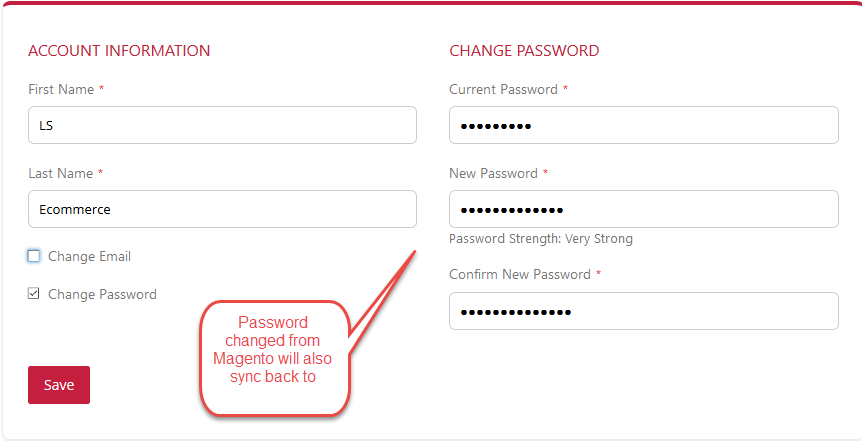 ACCOUNT INFORMATION
First Name *
LS
Last Name *
Ecommerce
Change Email
Change Password
Save
CHANGE PASSWORD
Current Password *
•••••••••
New Password *
•••••••••••••
Password Strength: Very Strong
Confirm New Password *
••••••••••••••
Password
changed from
Magento will also
sync back to